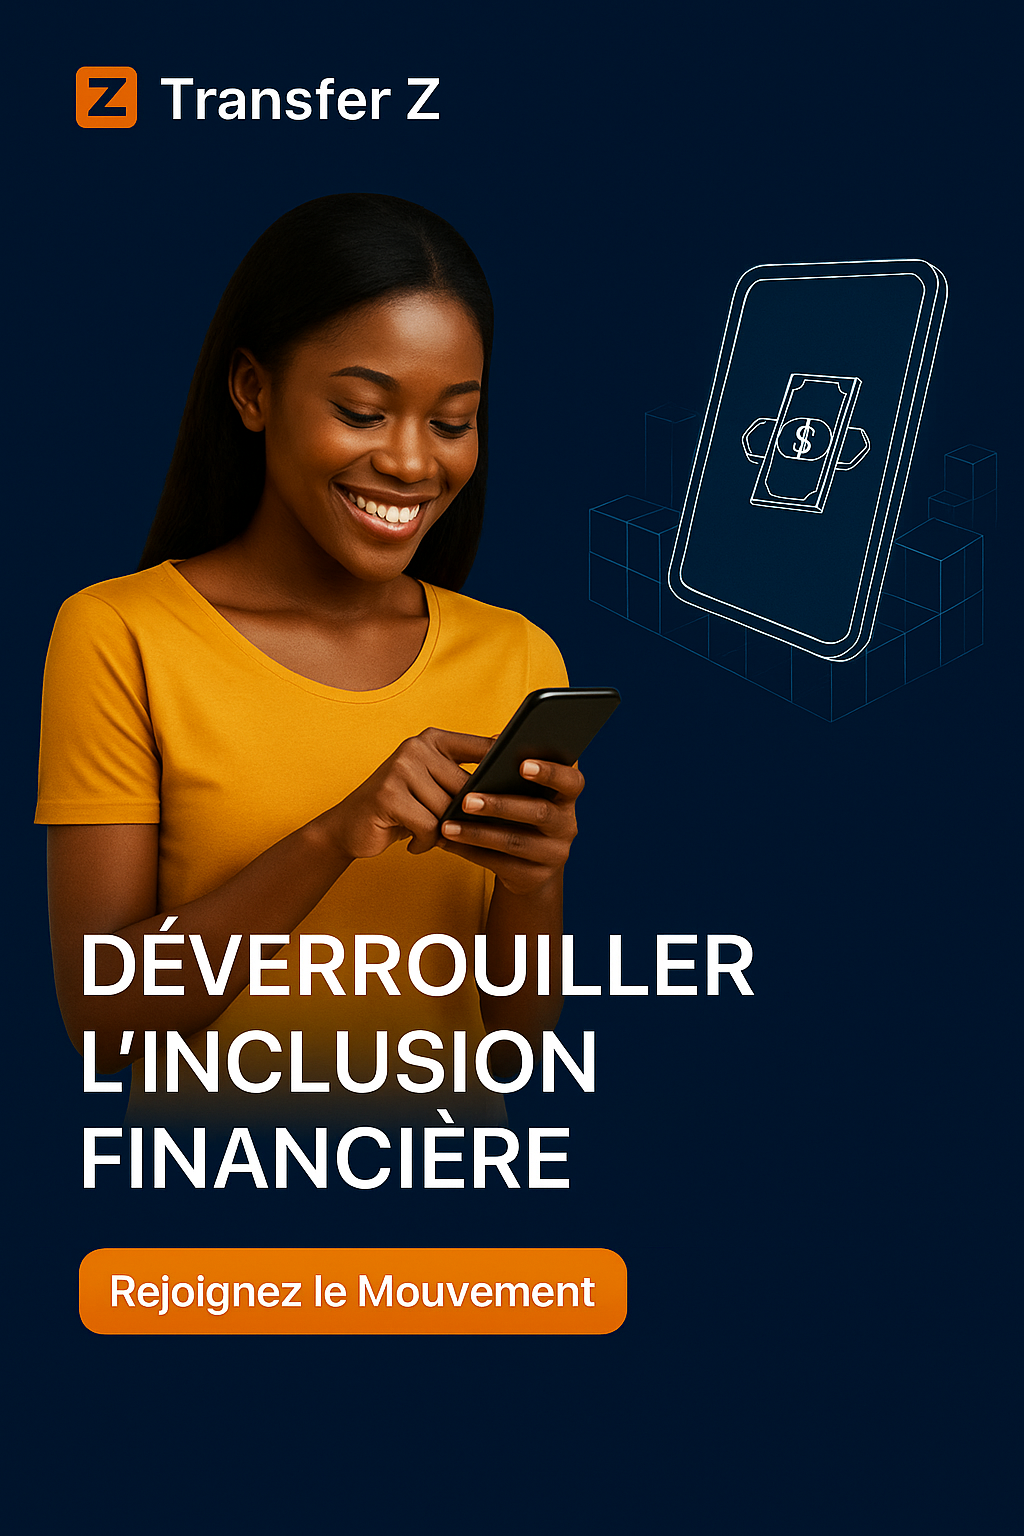 Z Transfer Z
$
DÉVERROUILLER
L’INCLUSION
FINANCIÈRE
Rejoignez le Mouvement